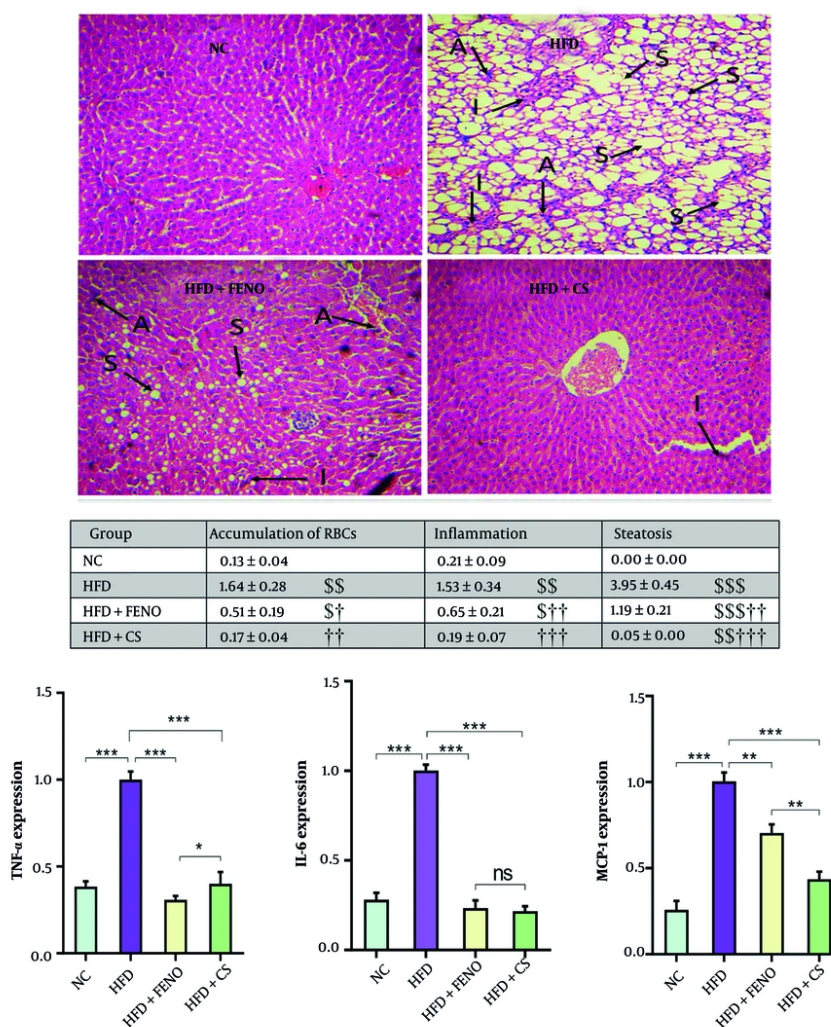 NC
HFD
A
S
S
I
S
I
A
S
HFD + FENO
A
S
A
S
I
HFD + CS
I
Group Accumulation of RBCs Inflammation Steatosis
NC 0.13 ± 0.04 0.21 ± 0.09 0.00 ± 0.00
HFD 1.64 ± 0.28 $$ 1.53 ± 0.34 $$ 3.95 ± 0.45 $$$
HFD + FENO 0.51 ± 0.19 $† 0.65 ± 0.21 $†† 1.19 ± 0.21 $$$††
HFD + CS 0.17 ± 0.04 †† 0.19 ± 0.07 ††† 0.05 ± 0.00 $$†††
TNF-α expression
1.5
1.0
0.5
0.0
***
*** ***
*
NC HFD HFD + FENO HFD + CS
IL-6 expression
1.5
1.0
0.5
0.0
***
*** ***
ns
NC HFD HFD + FENO HFD + CS
MCP-1 expression
1.5
1.0
0.5
0.0
***
*** **
**
NC HFD HFD + FENO HFD + CS